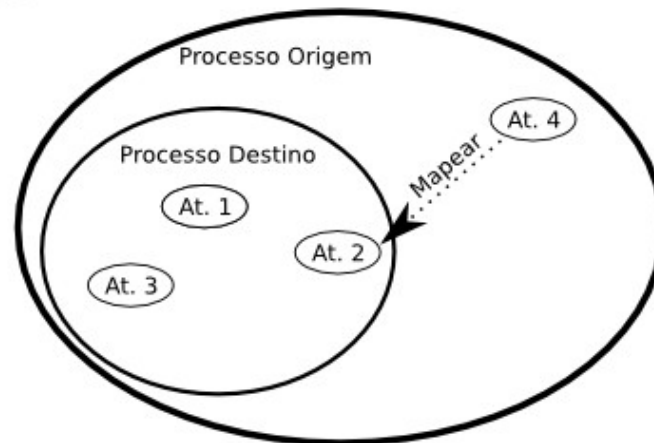 Processo Origem
At. 4
Mapear
Processo Destino
At. 1
At. 2
At. 3